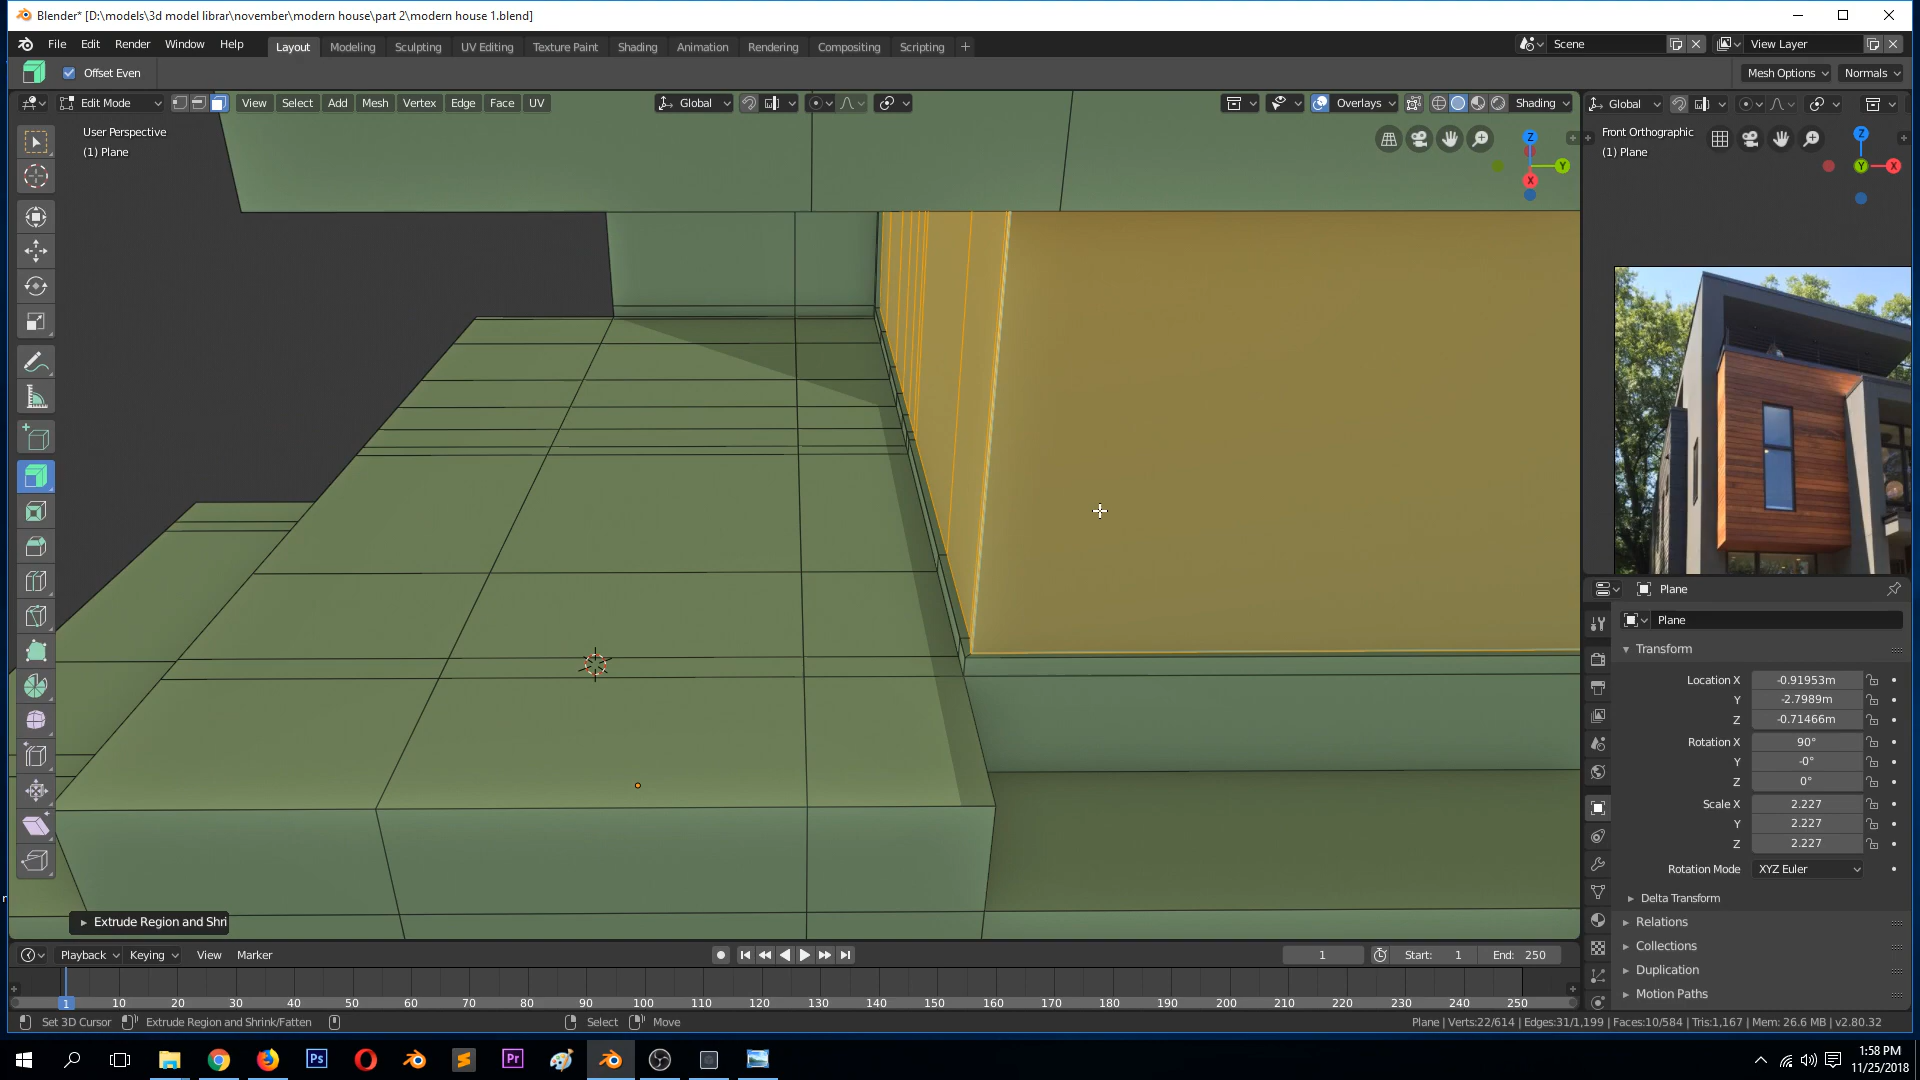 Blender* [D:\models\3d model librar\november\modern house\part 2\modern house 1.blend]
File Edit Render Window Help Layout Modeling Sculpting UV Editing Texture Paint Shading Animation Rendering Compositing Scripting Scene View Layer
Offset Even Mesh Options Normals
Edit Mode View Select Add Mesh Vertex Edge Face UV Global Overlays Shading Global
User Perspective
(1) Plane
Z
Y
X
Front Orthographic
(1) Plane
Z
Y X
Plane
Plane
Transform
Location X -0.91953m
Y -2.7989m
Z -0.71466m
Rotation X 90°
Y -0°
Z 0°
Scale X 2.227
Y 2.227
Z 2.227
Rotation Mode XYZ Euler
Delta Transform
Relations
Collections
Duplication
Motion Paths
Extrude Region and Shri
Playback Keying View Marker 1 Start: 1 End: 250
1 10 20 30 40 50 60 70 80 90 100 110 120 130 140 150 160 170 180 190 200 210 220 230 240 250
Set 3D Cursor Extrude Region and Shrink/Fatten Select Move Plane | Verts:22/614 | Edges:31/1,199 | Faces:10/584 | Tris:1,167 | Mem: 26.6 MB | v2.80.32
Ps Pr
1:58 PM
11/25/2018